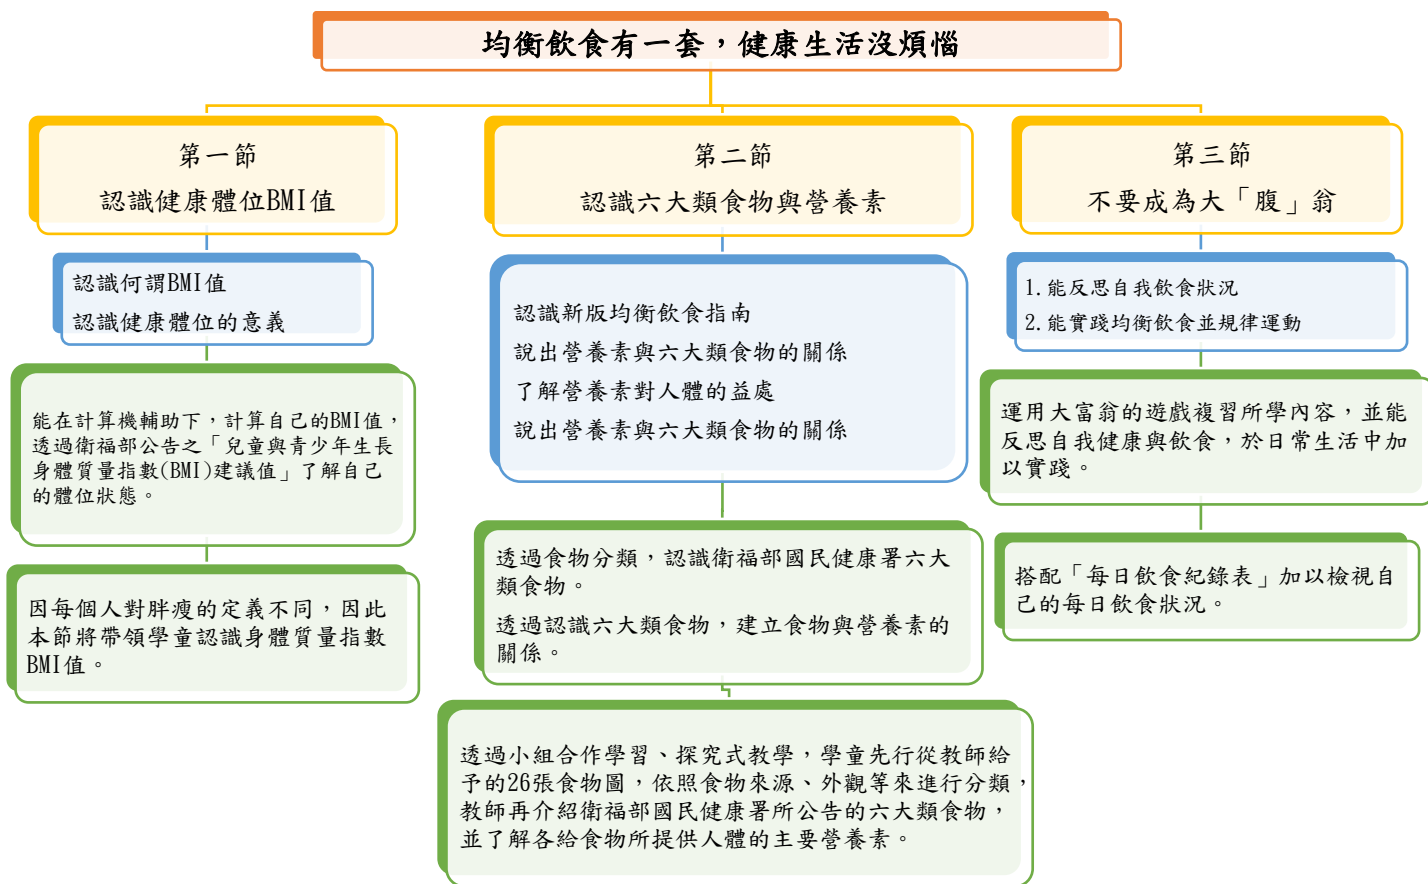 均衡飲食有一套，健康生活沒煩惱
第一節
認識健康體位BMI值
認識何謂BMI值
認識健康體位的意義
能在計算機輔助下，計算自己的BMI值，
透過衛福部公告之「兒童與青少年生長
身體質量指數(BMI)建議值」了解自己
的體位狀態。
因每個人對胖瘦的定義不同，因此
本節將帶領學童認識身體質量指數
BMI值。
第二節
認識六大類食物與營養素
認識新版均衡飲食指南
說出營養素與六大類食物的關係
了解營養素對人體的益處
說出營養素與六大類食物的關係
透過食物分類，認識衛福部國民健康署六大
類食物。
透過認識六大類食物，建立食物與營養素的
關係。
透過小組合作學習、探究式教學，學童先行從教師給
予的26張食物圖，依照食物來源、外觀等來進行分類，
教師再介紹衛福部國民健康署所公告的六大類食物，
並了解各給食物所提供人體的主要營養素。
第三節
不要成為大「腹」翁
1.能反思自我飲食狀況
2.能實踐均衡飲食並規律運動
運用大富翁的遊戲複習所學內容，並能
反思自我健康與飲食，於日常生活中加
以實踐。
搭配「每日飲食紀錄表」加以檢視自
己的每日飲食狀況。